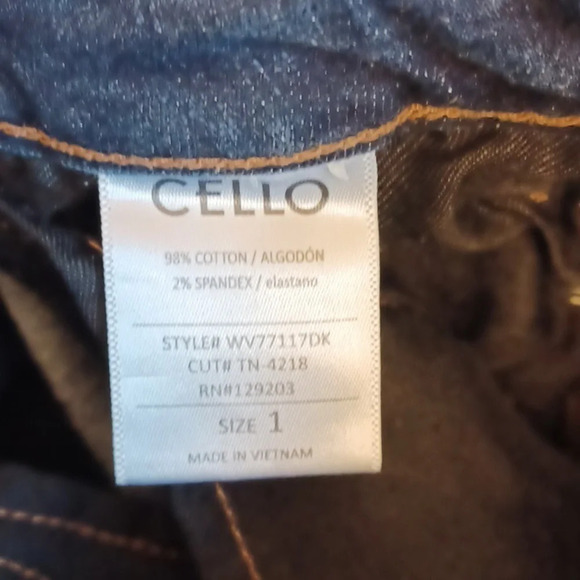 CELLO
98% COTTON / ALGODÓN
2% SPANDEX / elastano
STYLE# WV77117DK
CUT# TN-4218
RN#129203
SIZE 1
MADE IN VIETNAM